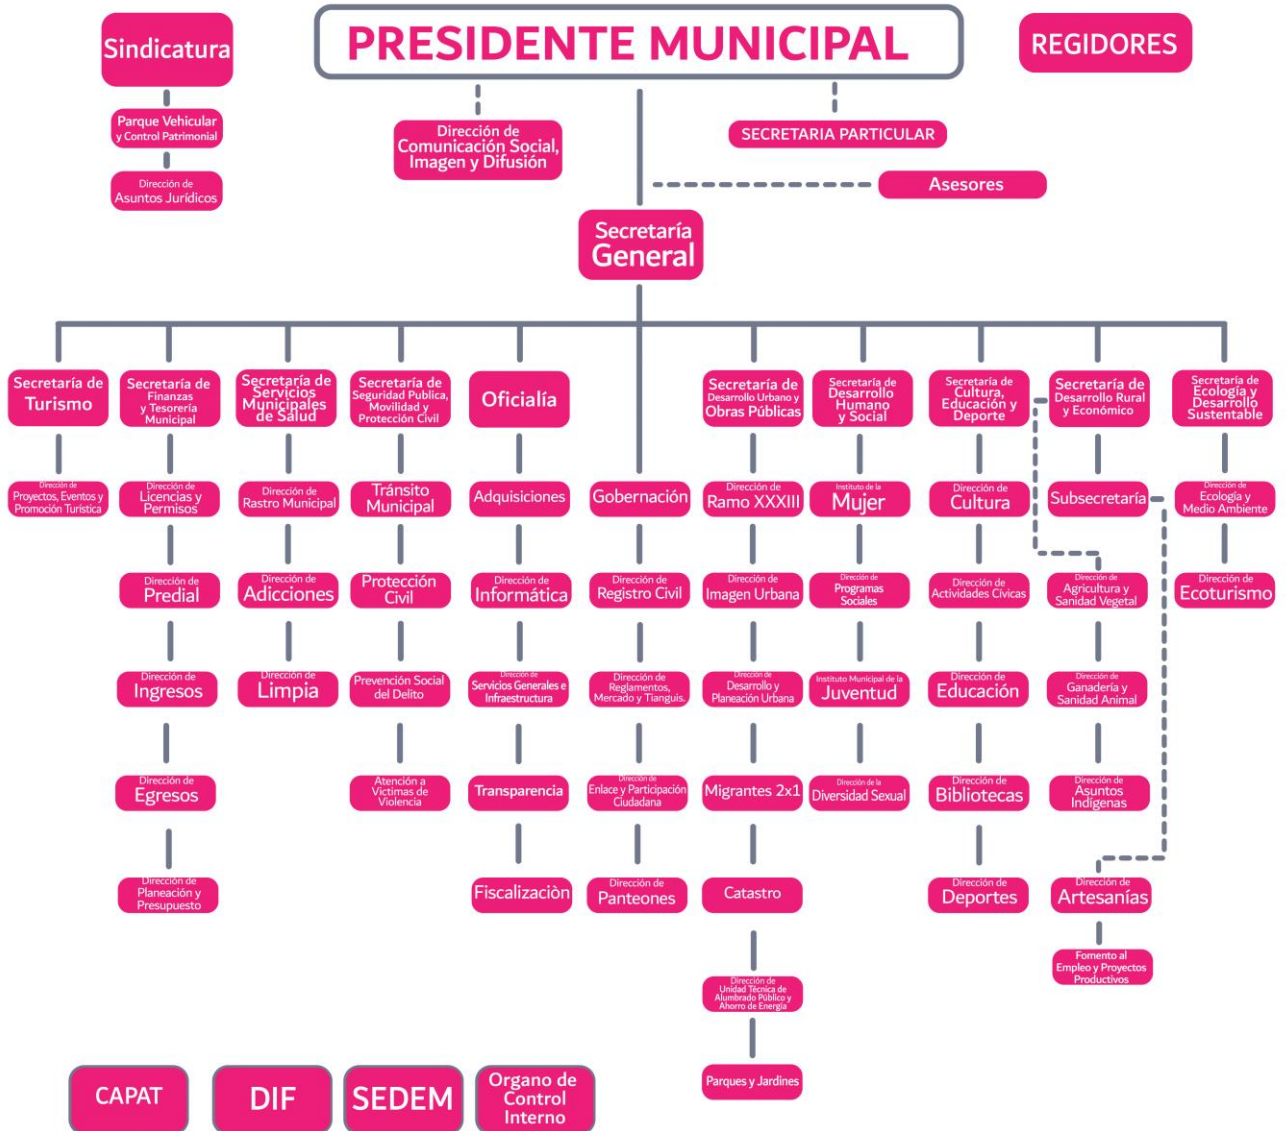 Sindicatura
PRESIDENTE MUNICIPAL
REGIDORES
Parque Vehicular
y Control Patrimonial
Dirección de
Asuntos Jurídicos
Dirección de
Comunicación Social,
Imagen y Difusión
SECRETARIA PARTICULAR
Asesores
Secretaría
General
Secretaría de
Turismo
Secretaría de
Finanzas
y Tesorería
Municipal
Secretaría de
Servicios
Municipales
de Salud
Secretaría de
Seguridad Publica,
Movilidad y
Protección Civil
Oficialía
Secretaría de
Desarrollo Urbano y
Obras Públicas
Secretaría de
Desarrollo
Humano
y Social
Secretaría de
Cultura,
Educación y
Deporte
Secretaría de
Desarrollo Rural
y Económico
Secretaría de
Ecología y
Desarrollo
Sustentable
Dirección de
Proyectos, Eventos y
Promoción Turística
Dirección de
Licencias y
Permisos
Dirección de
Rastro Municipal
Tránsito
Municipal
Adquisiciones
Gobernación
Dirección de
Ramo XXXIII
Instituto de la
Mujer
Dirección de
Cultura
Subsecretaría
Dirección de
Ecología y
Medio Ambiente
Dirección de
Predial
Dirección de
Adicciones
Protección
Civil
Dirección de
Informática
Dirección de
Registro Civil
Dirección de
Imagen Urbana
Dirección de
Programas
Sociales
Dirección de
Actividades Cívicas
Dirección de
Agricultura y
Sanidad Vegetal
Dirección de
Ecoturismo
Dirección de
Ingresos
Dirección de
Limpia
Prevención Social
del Delito
Dirección de
Servicios Generales e
Infraestructura
Dirección de
Reglamentos,
Mercado y Tianguis.
Dirección de
Desarrollo y
Planeación Urbana
Instituto Municipal de la
Juventud
Dirección de
Educación
Dirección de
Ganadería y
Sanidad Animal
Dirección de
Egresos
Atención a
Victimas de
Violencia
Transparencia
Dirección de
Enlace y Participación
Ciudadana
Migrantes 2x1
Dirección de la
Diversidad Sexual
Dirección de
Bibliotecas
Dirección de
Asuntos
Indígenas
Dirección de
Planeación y
Presupuesto
Fiscalizaciòn
Dirección de
Panteones
Catastro
Dirección de
Deportes
Dirección de
Artesanías
Fomento al
Empleo y Proyectos
Productivos
Dirección de
Unidad Técnica de
Alumbrado Público y
Ahorro de Energía
Parques y Jardines
CAPAT
DIF
SEDEM
Organo de
Control
Interno